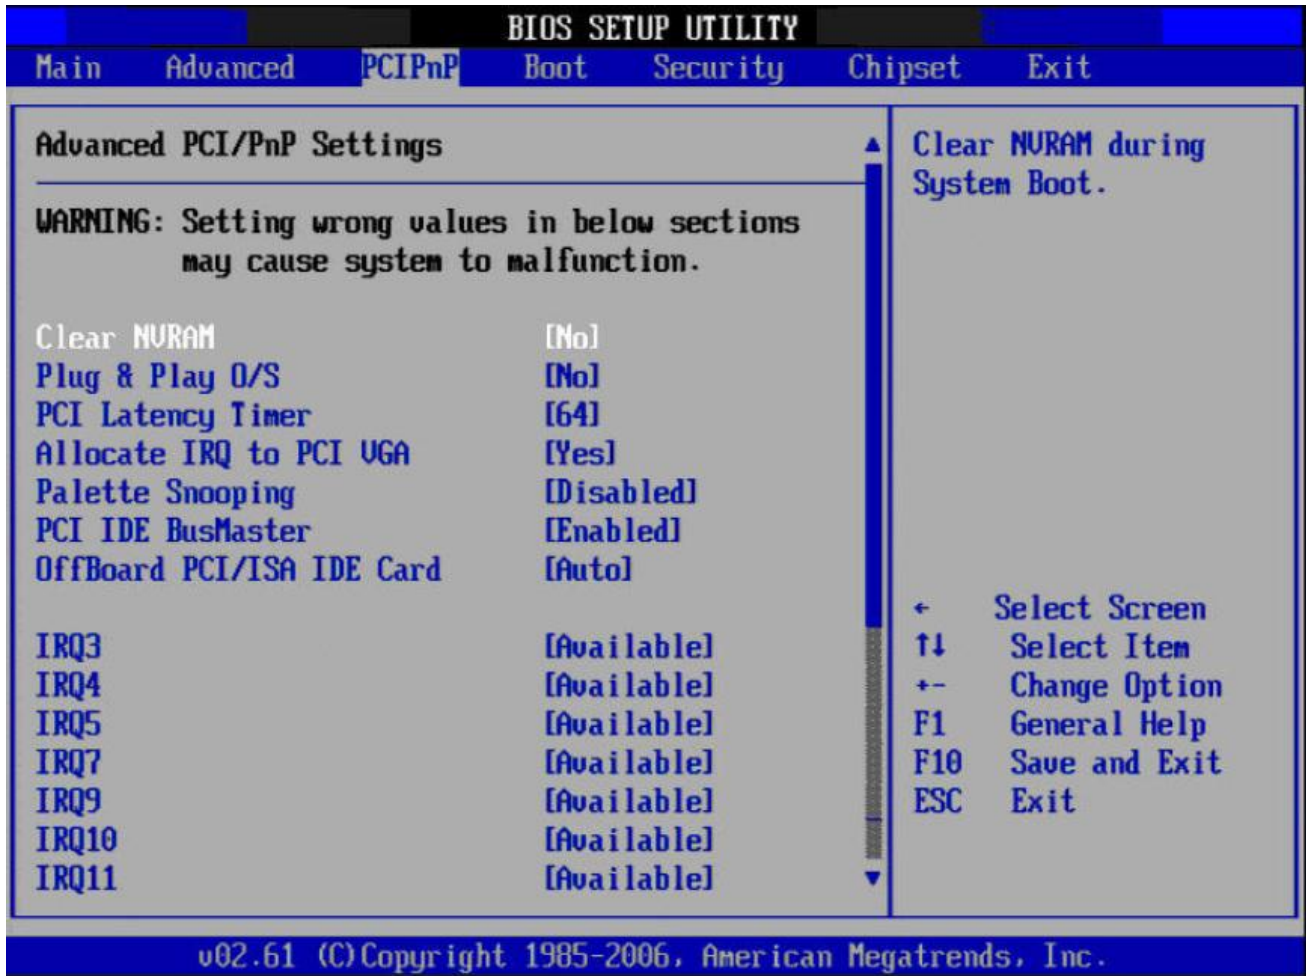 BIOS SETUP UTILITY
Main Advanced PCIPnP Boot Security Chipset Exit
Advanced PCI/PnP Settings
WARNING: Setting wrong values in below sections
may cause system to malfunction.
Clear NVRAM [No]
Plug & Play O/S [No]
PCI Latency Timer [64]
Allocate IRQ to PCI VGA [Yes]
Palette Snooping [Disabled]
PCI IDE BusMaster [Enabled]
OffBoard PCI/ISA IDE Card [Auto]
IRQ3 [Available]
IRQ4 [Available]
IRQ5 [Available]
IRQ7 [Available]
IRQ9 [Available]
IRQ10 [Available]
IRQ11 [Available]
Clear NVRAM during
System Boot.
← Select Screen
↑↓ Select Item
+- Change Option
F1 General Help
F10 Save and Exit
ESC Exit
v02.61 (C)Copyright 1985-2006, American Megatrends, Inc.